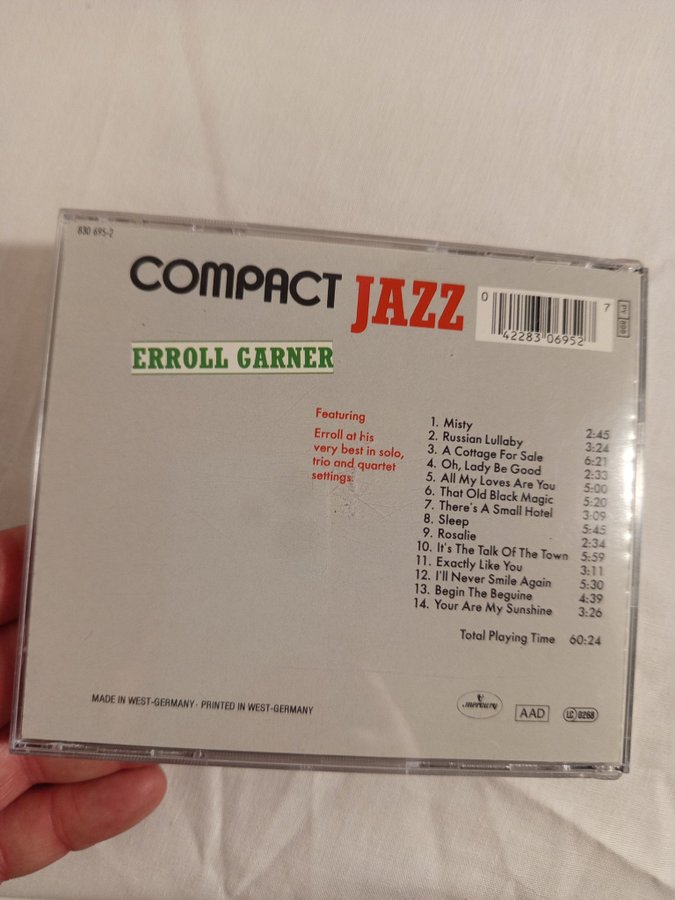 830 695-2
COMPACT JAZZ
0 42283 06952 7
PY 899
ERROLL GARNER
Featuring
Erroll at his
very best in solo,
trio and quartet
settings.
1. Misty 2:45
2. Russian Lullaby 3:24
3. A Cottage For Sale 6:21
4. Oh, Lady Be Good 2:33
5. All My Loves Are You 5:00
6. That Old Black Magic 5:20
7. There's A Small Hotel 3:09
8. Sleep 5:45
9. Rosalie 2:34
10. It's The Talk Of The Town 5:59
11. Exactly Like You 3:11
12. I'll Never Smile Again 5:30
13. Begin The Beguine 4:39
14. Your Are My Sunshine 3:26
Total Playing Time 60:24
MADE IN WEST-GERMANY · PRINTED IN WEST-GERMANY
mercury
AAD
LC 0268